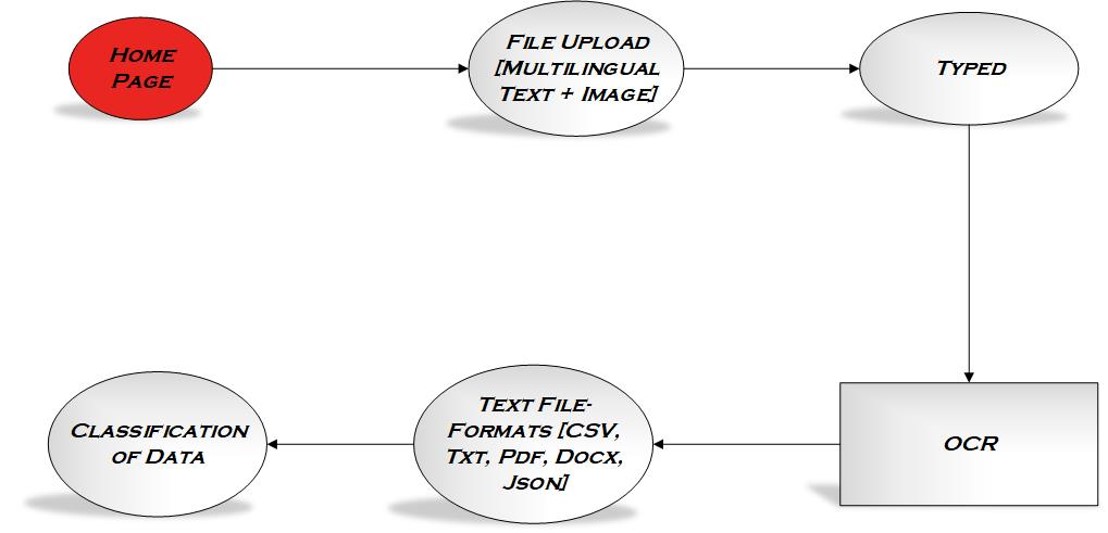 Home
Page
File Upload
[Multilingual
Text + Image]
Typed
OCR
Text File-
Formats [CSV,
Txt, Pdf, Docx,
Json]
Classification
of Data